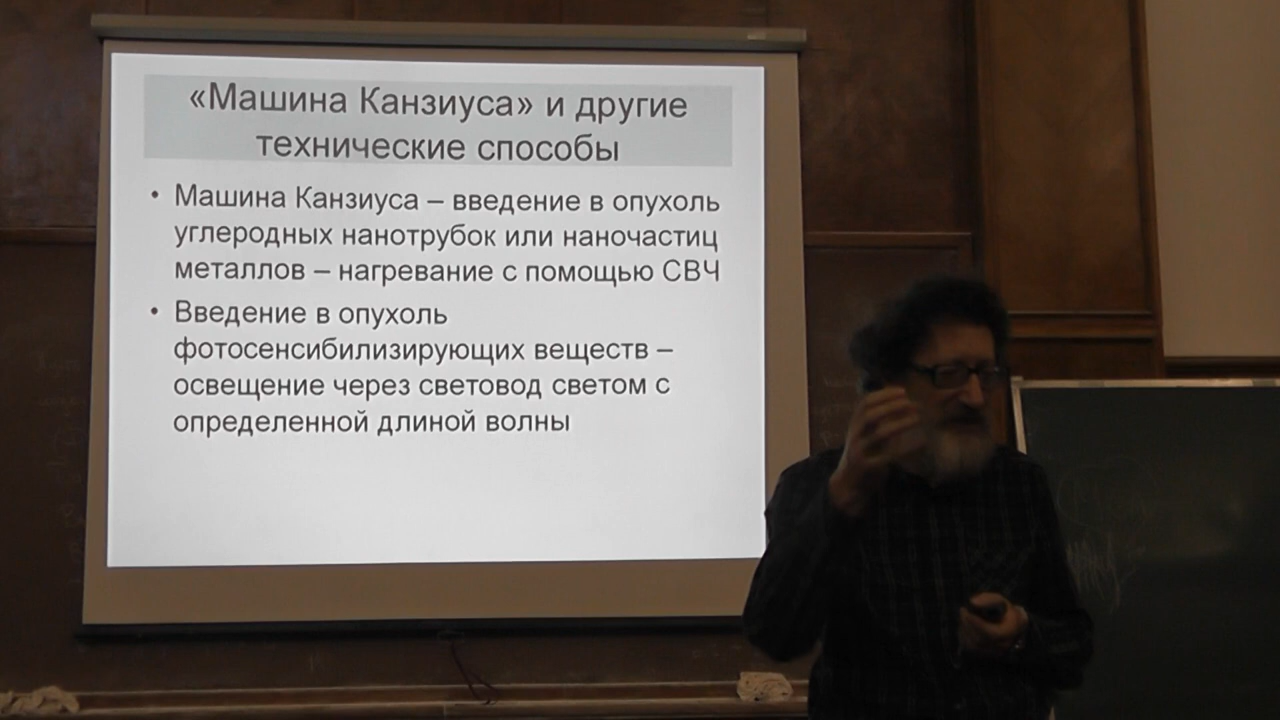 «Машина Канзиуса» и другие
технические способы
• Машина Канзиуса – введение в опухоль
углеродных нанотрубок или наночастиц
металлов – нагревание с помощью СВЧ
• Введение в опухоль
фотосенсибилизирующих веществ –
освещение через световод светом с
определенной длиной волны